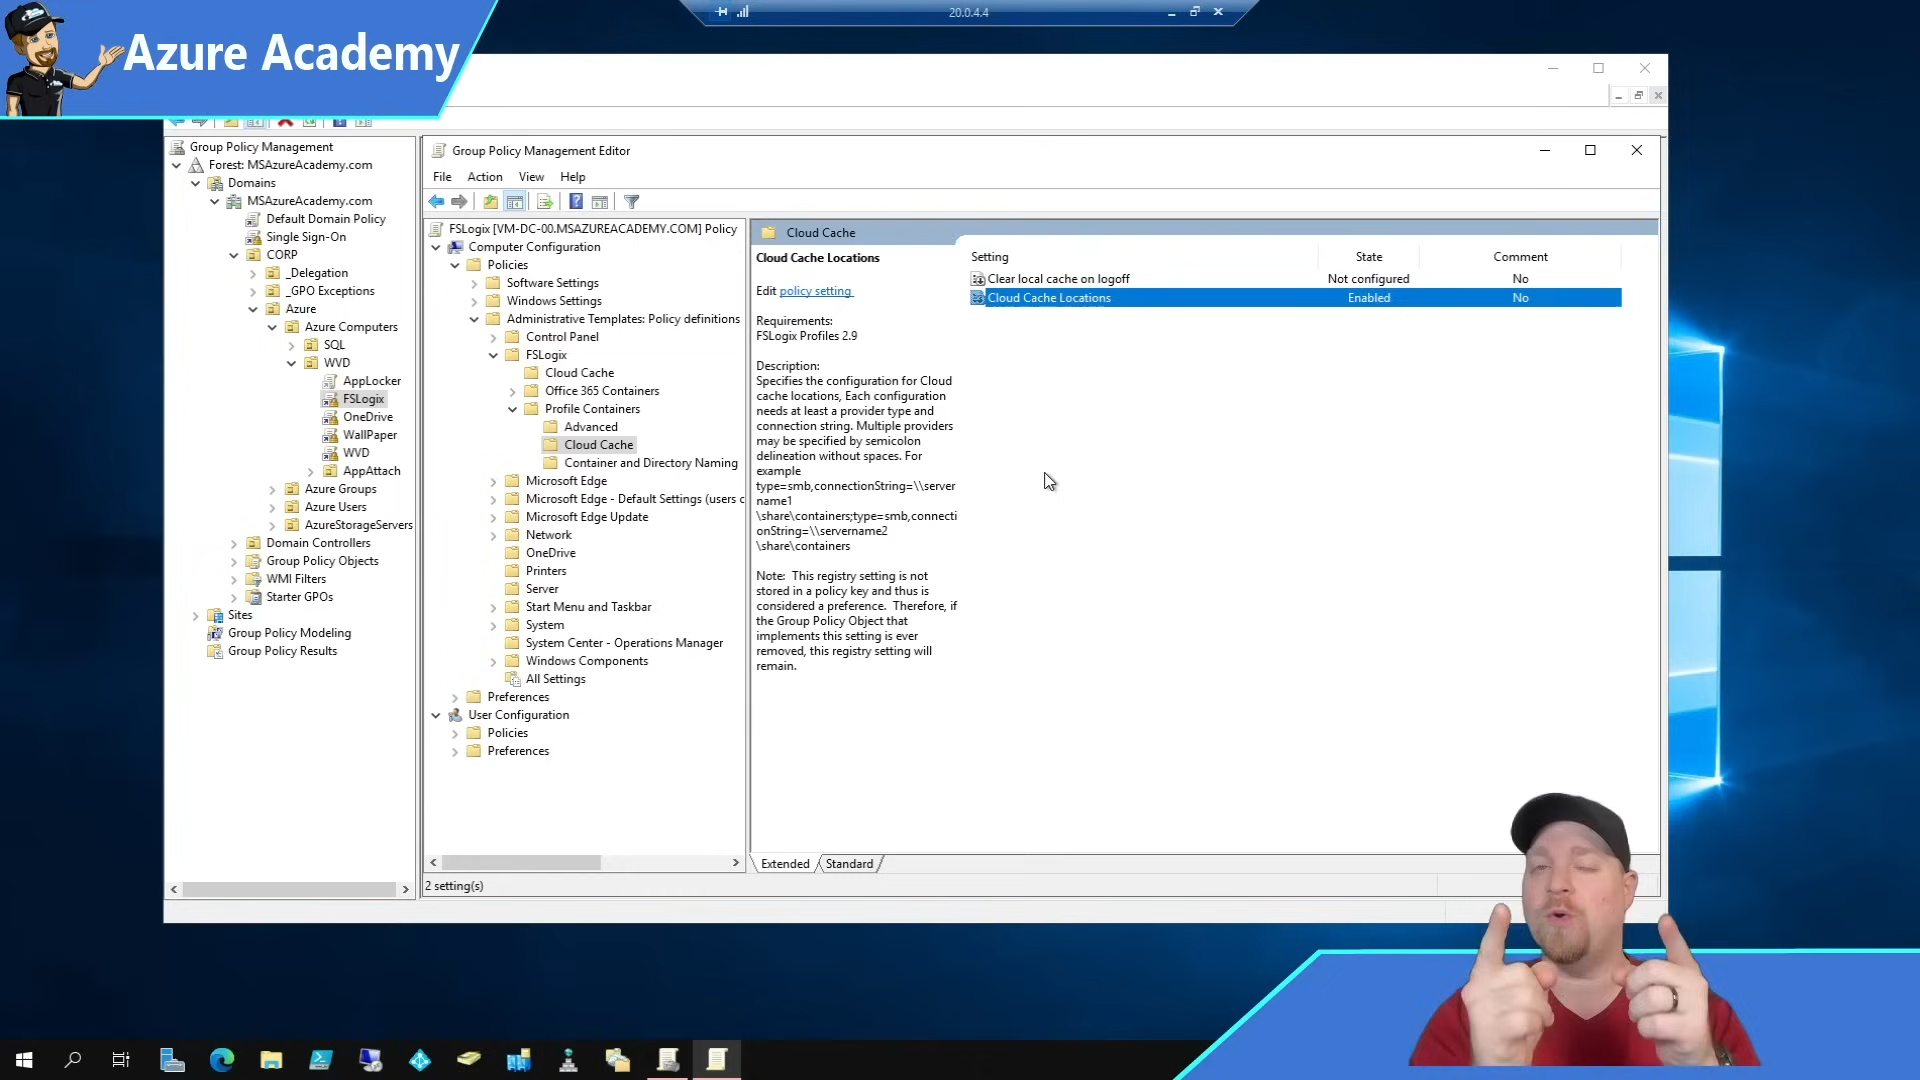 Azure Academy
20.0.4.4
Group Policy Management
Forest: MSAzureAcademy.com
Domains
MSAzureAcademy.com
Default Domain Policy
Single Sign-On
CORP
_Delegation
_GPO Exceptions
Azure
Azure Computers
SQL
WVD
AppLocker
FSLogix
OneDrive
WallPaper
WVD
AppAttach
Azure Groups
Azure Users
AzureStorageServers
Domain Controllers
Group Policy Objects
WMI Filters
Starter GPOs
Sites
Group Policy Modeling
Group Policy Results
Group Policy Management Editor
File Action View Help
FSLogix [VM-DC-00.MSAZUREACADEMY.COM] Policy
Computer Configuration
Policies
Software Settings
Windows Settings
Administrative Templates: Policy definitions
Control Panel
FSLogix
Cloud Cache
Office 365 Containers
Profile Containers
Advanced
Cloud Cache
Container and Directory Naming
Microsoft Edge
Microsoft Edge - Default Settings (users c
Microsoft Edge Update
Network
OneDrive
Printers
Server
Start Menu and Taskbar
System
System Center - Operations Manager
Windows Components
All Settings
Preferences
User Configuration
Policies
Preferences
Cloud Cache
Cloud Cache Locations
Edit policy setting
Requirements:
FSLogix Profiles 2.9
Description:
Specifies the configuration for Cloud
cache locations, Each configuration
needs at least a provider type and
connection string. Multiple providers
may be specified by semicolon
delineation without spaces. For
example
type=smb,connectionString=\\server
name1
\share\containers;type=smb,connecti
onString=\\servername2
\share\containers
Note: This registry setting is not
stored in a policy key and thus is
considered a preference. Therefore, if
the Group Policy Object that
implements this setting is ever
removed, this registry setting will
remain.
Setting State Comment
Clear local cache on logoff Not configured No
Cloud Cache Locations Enabled No
Extended Standard
2 setting(s)